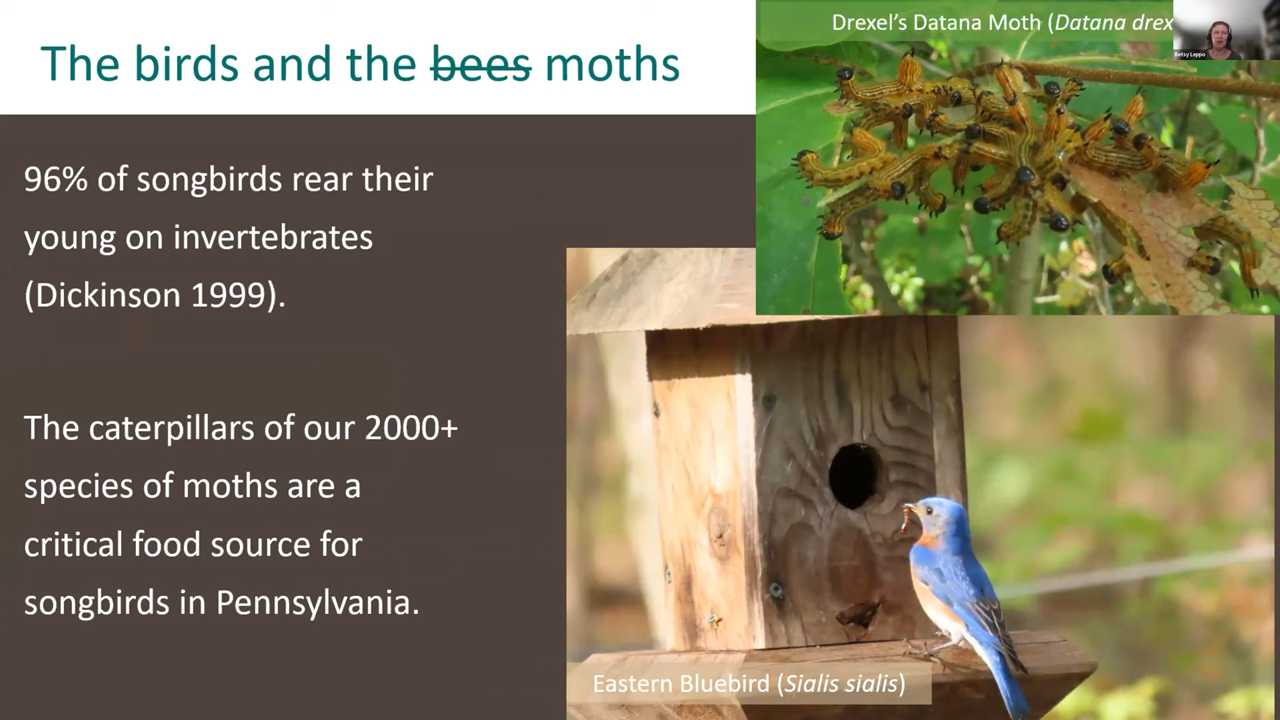 The birds and the bees moths
Drexel's Datana Moth (Datana drex
Betsy Leppo
96% of songbirds rear their
young on invertebrates
(Dickinson 1999).
The caterpillars of our 2000+
species of moths are a
critical food source for
songbirds in Pennsylvania.
Eastern Bluebird (Sialis sialis)